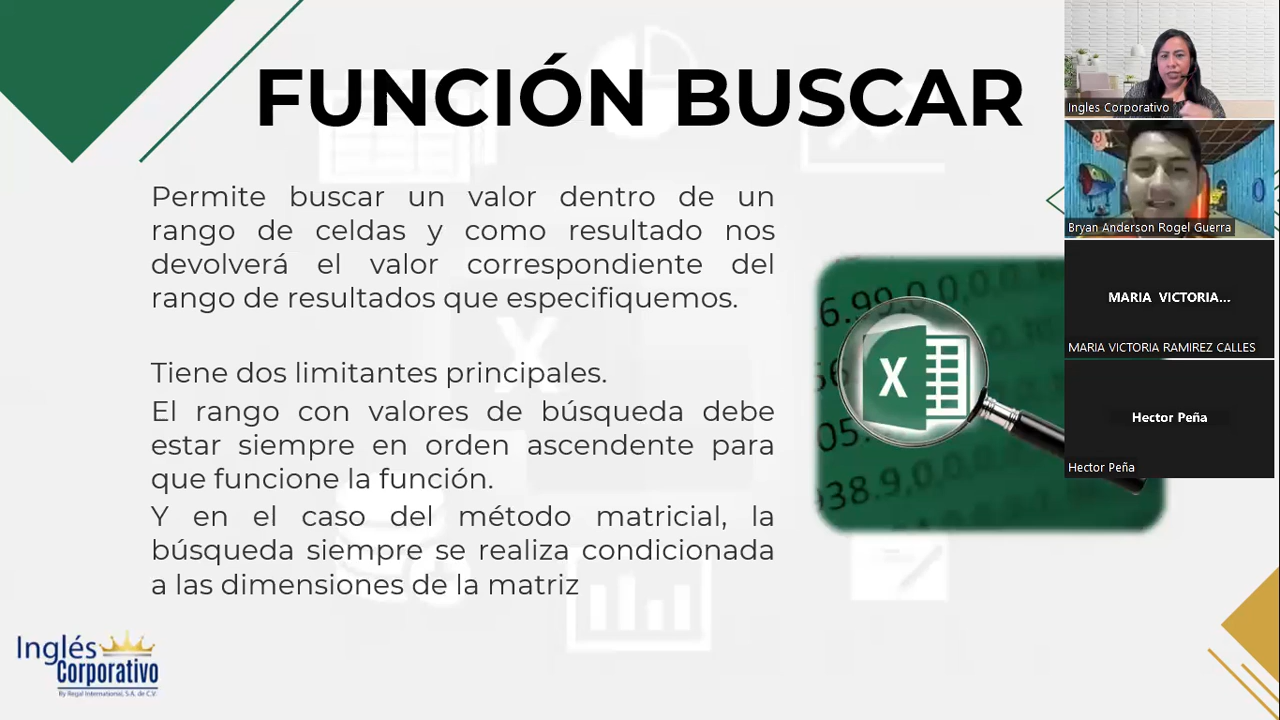 FUNCIÓN BUSCAR
Permite buscar un valor dentro de un
rango de celdas y como resultado nos
devolverá el valor correspondiente del
rango de resultados que especifiquemos.
Tiene dos limitantes principales.
El rango con valores de búsqueda debe
estar siempre en orden ascendente para
que funcione la función.
Y en el caso del método matricial, la
búsqueda siempre se realiza condicionada
a las dimensiones de la matriz
Inglés
Corporativo
By Regal International, S.A. de C.V.
X
Ingles Corporativo
Bryan Anderson Rogel Guerra
MARIA VICTORIA...
MARIA VICTORIA RAMIREZ CALLES
Hector Peña
Hector Peña